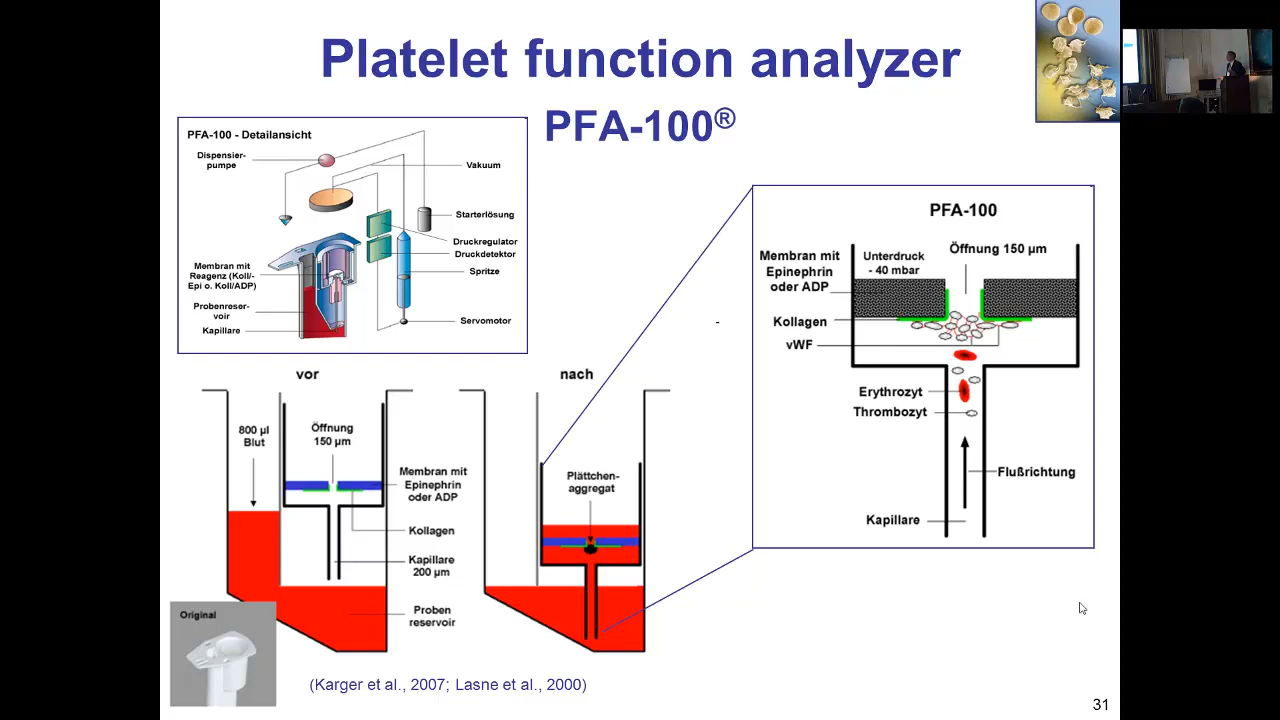 Platelet function analyzer
PFA-100®
PFA-100 - Detailansicht
Dispensier-
pumpe
Vakuum
Starterlösung
Druckregulator
Druckdetektor
Membran mit
Reagenz (Koll/-
Epi o. Koll/ADP)
Spritze
Probenreser-
voir
Servomotor
Kapillare
vor
800 µl
Blut
Öffnung
150 µm
Membran mit
Epinephrin
oder ADP
Kollagen
Kapillare
200 µm
Proben
reservoir
Original
nach
Plättchen-
aggregat
PFA-100
Membran mit
Epinephrin
oder ADP
Unterdruck
- 40 mbar
Öffnung 150 µm
Kollagen
vWF
Erythrozyt
Thrombozyt
Flußrichtung
Kapillare
-
(Karger et al., 2007; Lasne et al., 2000)
31